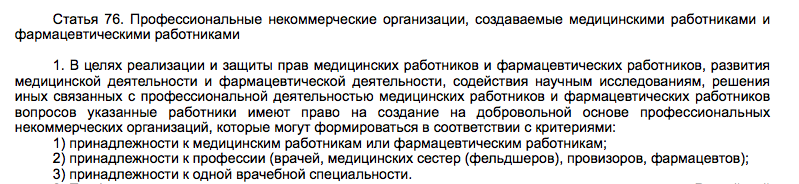 Статья 76. Профессиональные некоммерческие организации, создаваемые медицинскими работниками и
фармацевтическими работниками
1. В целях реализации и защиты прав медицинских работников и фармацевтических работников, развития
медицинской деятельности и фармацевтической деятельности, содействия научным исследованиям, решения
иных связанных с профессиональной деятельностью медицинских работников и фармацевтических работников
вопросов указанные работники имеют право на создание на добровольной основе профессиональных
некоммерческих организаций, которые могут формироваться в соответствии с критериями:
1) принадлежности к медицинским работникам или фармацевтическим работникам;
2) принадлежности к профессии (врачей, медицинских сестер (фельдшеров), провизоров, фармацевтов);
3) принадлежности к одной врачебной специальности.